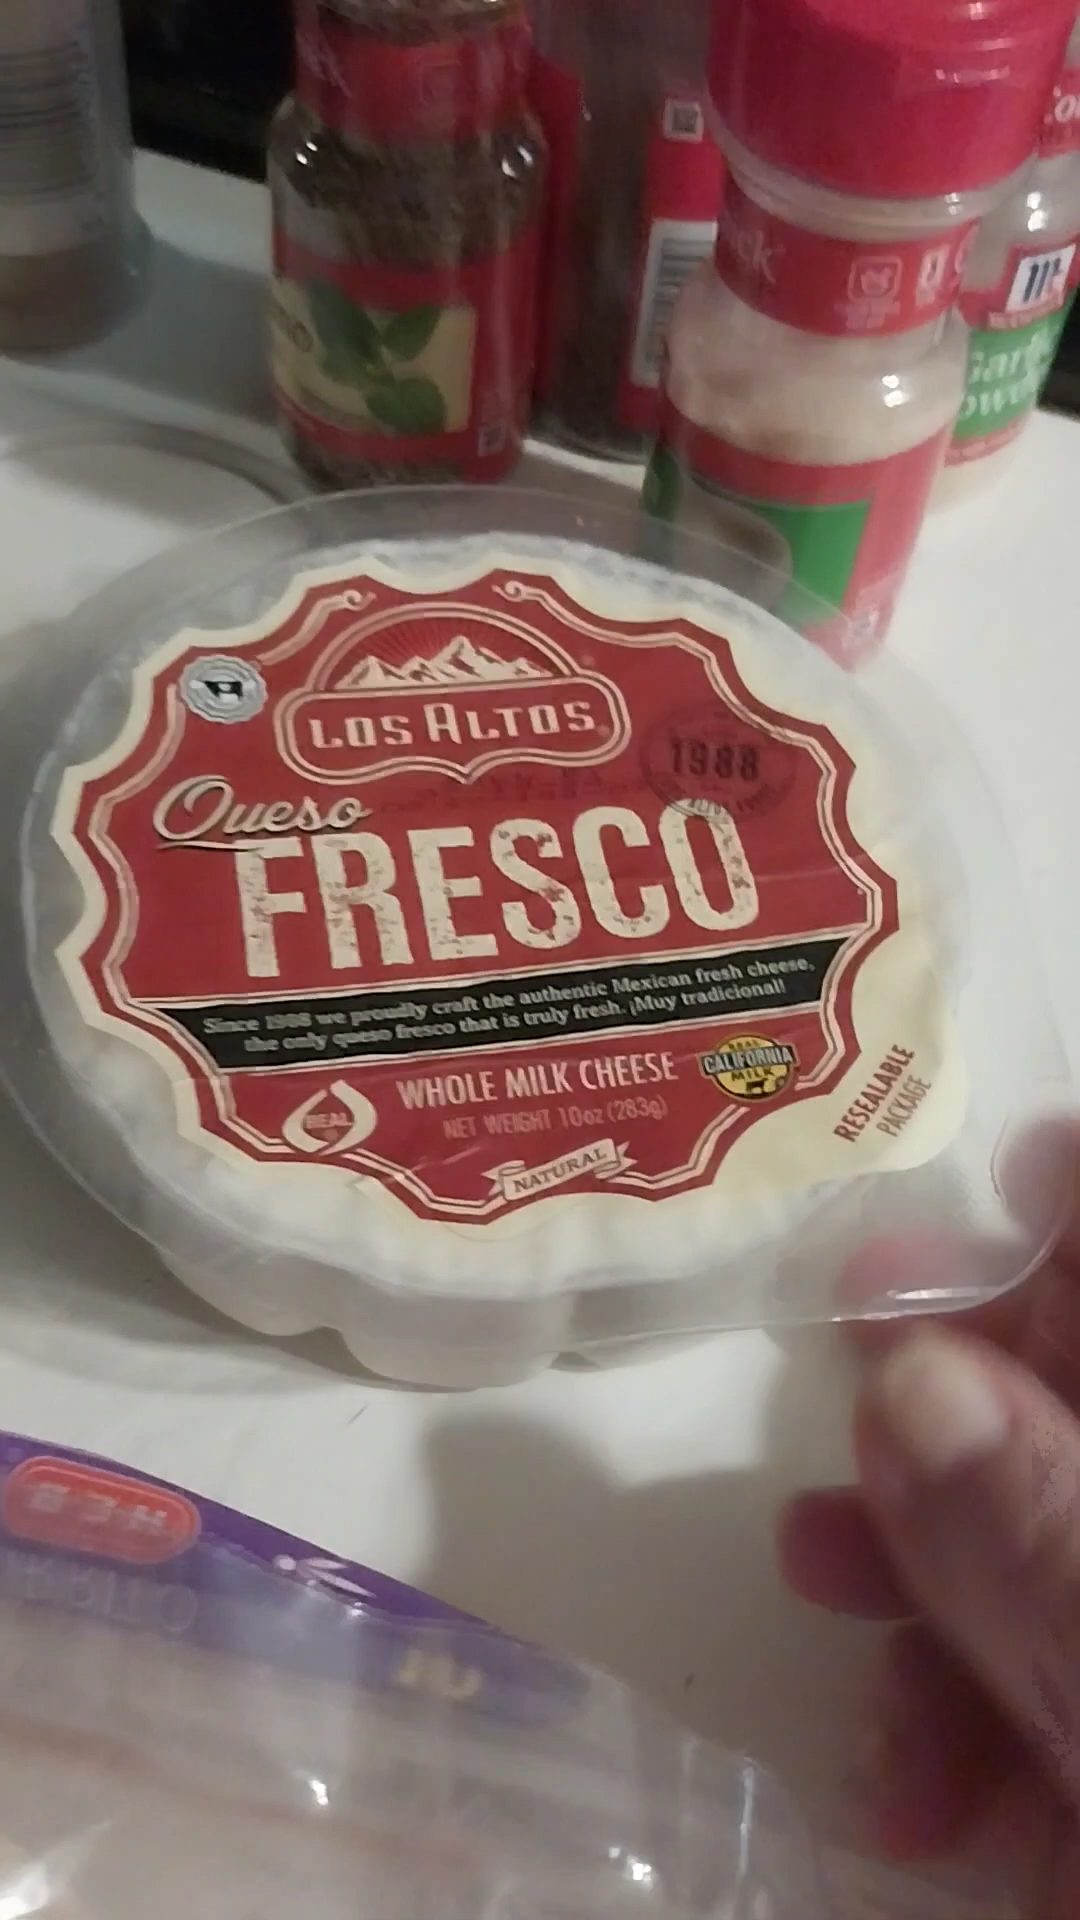 Garlic
LOS ALTOS
1988
Queso
FRESCO
Since 1988 we proudly craft the authentic Mexican fresh cheese,
the only queso fresco that is truly fresh. ¡Muy tradicional!
REAL
WHOLE MILK CHEESE
REAL
CALIFORNIA
MILK
NET WEIGHT 10oz (283g)
NATURAL
RESEALABLE
PACKAGE
H-E-B